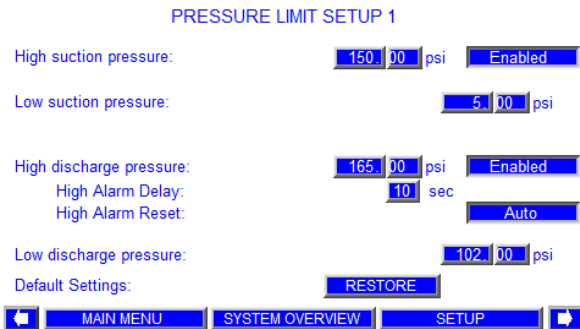 PRESSURE LIMIT SETUP 1
High suction pressure: 150.00 psi Enabled
Low suction pressure: 5.00 psi
High discharge pressure: 165.00 psi Enabled
High Alarm Delay: 10 sec
High Alarm Reset: Auto
Low discharge pressure: 102.00 psi
Default Settings: RESTORE
MAIN MENU SYSTEM OVERVIEW SETUP